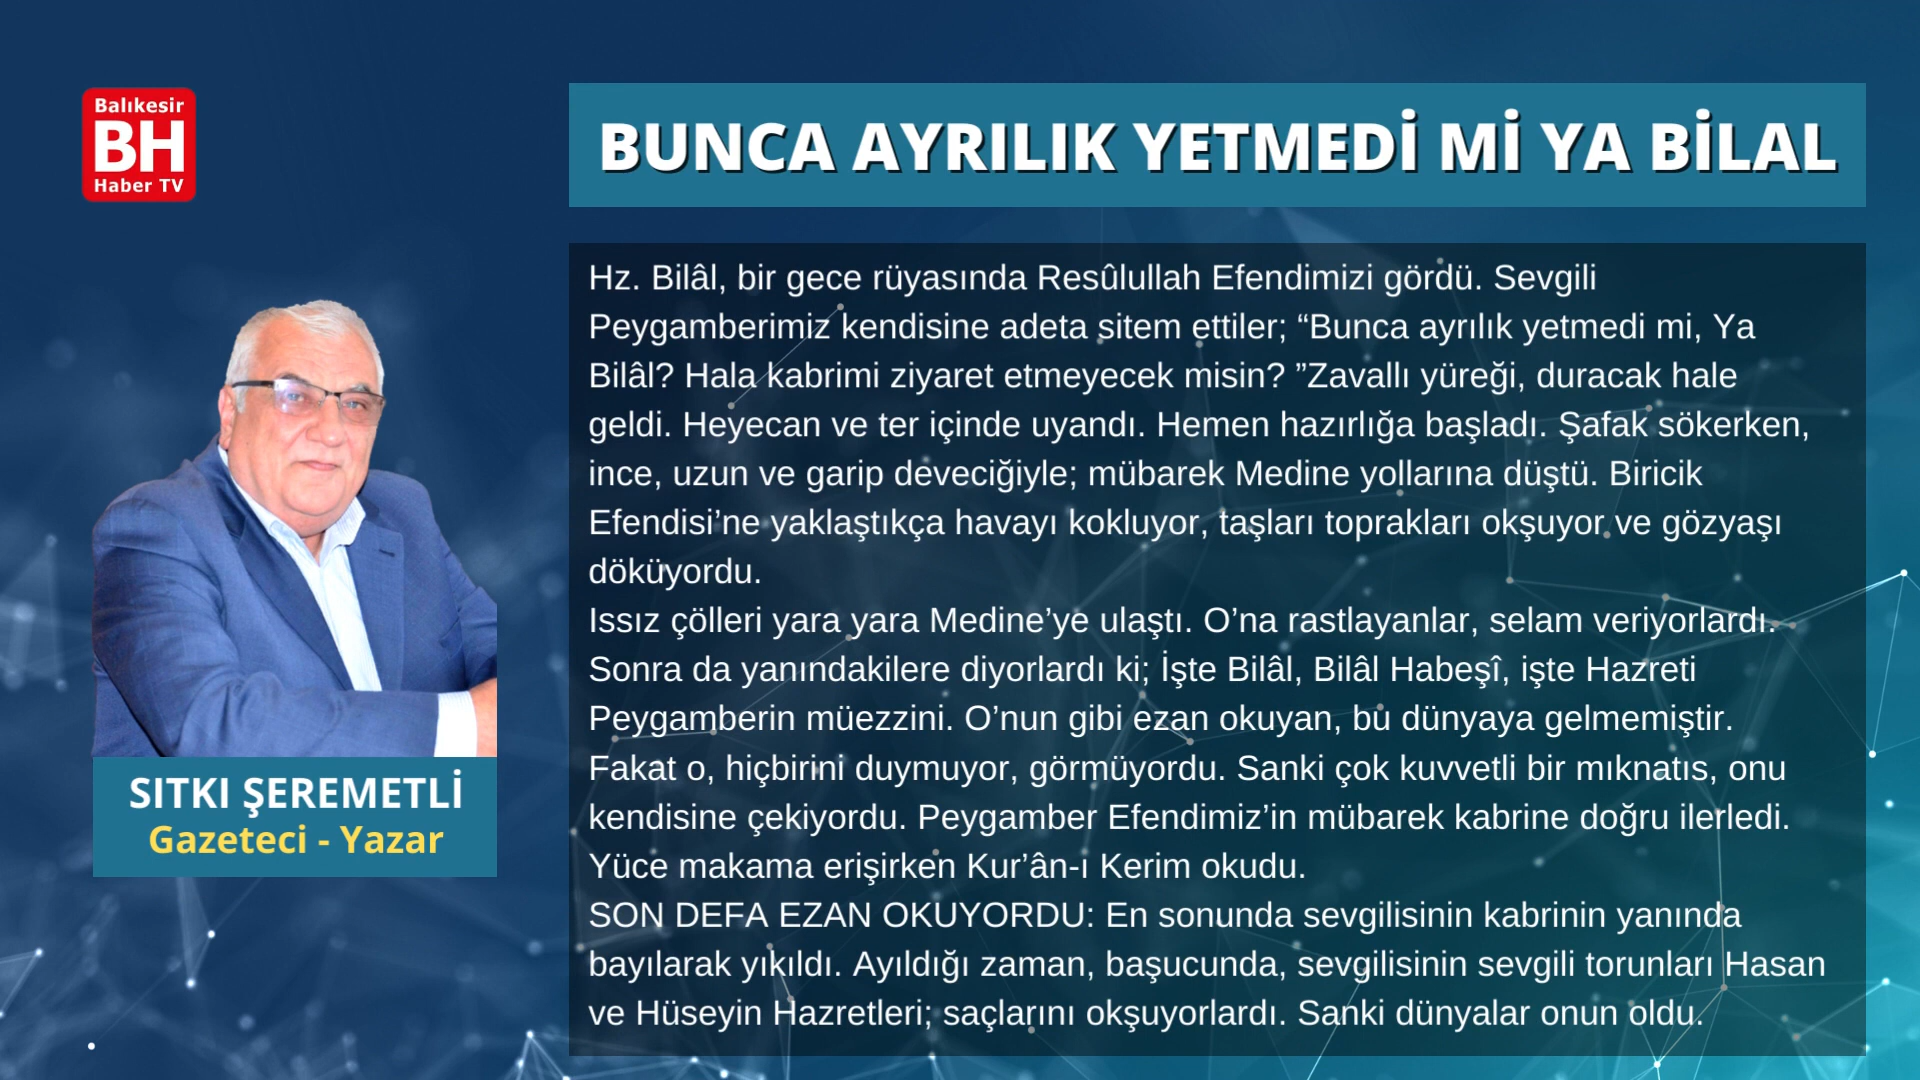 Balıkesir
BH
Haber TV
BUNCA AYRILIK YETMEDİ Mİ YA BİLAL
Hz. Bilâl, bir gece rüyasında Resûlullah Efendimizi gördü. Sevgili
Peygamberimiz kendisine adeta sitem ettiler; “Bunca ayrılık yetmedi mi, Ya
Bilâl? Hala kabrimi ziyaret etmeyecek misin? ”Zavallı yüreği, duracak hale
geldi. Heyecan ve ter içinde uyandı. Hemen hazırlığa başladı. Şafak sökerken,
ince, uzun ve garip deveciğiyle; mübarek Medine yollarına düştü. Biricik
Efendisi’ne yaklaştıkça havayı kokluyor, taşları toprakları okşuyor ve gözyaşı
döküyordu.
Issız çölleri yara yara Medine’ye ulaştı. O’na rastlayanlar, selam veriyorlardı.
Sonra da yanındakilere diyorlardı ki; İşte Bilâl, Bilâl Habeşî, işte Hazreti
Peygamberin müezzini. O’nun gibi ezan okuyan, bu dünyaya gelmemiştir.
Fakat o, hiçbirini duymuyor, görmüyordu. Sanki çok kuvvetli bir mıknatıs, onu
kendisine çekiyordu. Peygamber Efendimiz’in mübarek kabrine doğru ilerledi.
Yüce makama erişirken Kur’ân-ı Kerim okudu.
SON DEFA EZAN OKUYORDU: En sonunda sevgilisinin kabrinin yanında
bayılarak yıkıldı. Ayıldığı zaman, başucunda, sevgilisinin sevgili torunları Hasan
ve Hüseyin Hazretleri; saçlarını okşuyorlardı. Sanki dünyalar onun oldu.
SITKI ŞEREMETLİ
Gazeteci - Yazar